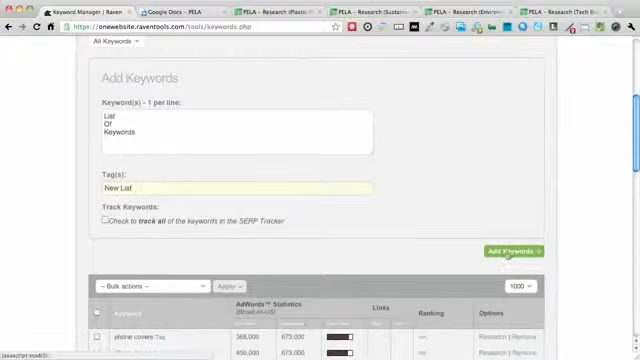 Keyword Manager | Raven
Google Docs – PELA
PELA – Research (Plastic P
PELA – Research (Sustain
PELA – Research (Environ
PELA – Research (Tech B
https://onewebsite.raventools.com/tools/keywords.php
All Keywords
Add Keywords
Keyword(s) - 1 per line:
List
Of
Keywords
Tag(s):
New List
Track Keywords:
Check to track all of the keywords in the SERP Tracker
Add Keywords +
-- Bulk actions --
Apply
1000
AdWords™ Statistics
(Broad on-US)
Links
Keyword
Ranking
Options
phone covers Tag
368,000
673,000
Research | Remove
450,000
673,000
Research | Remove